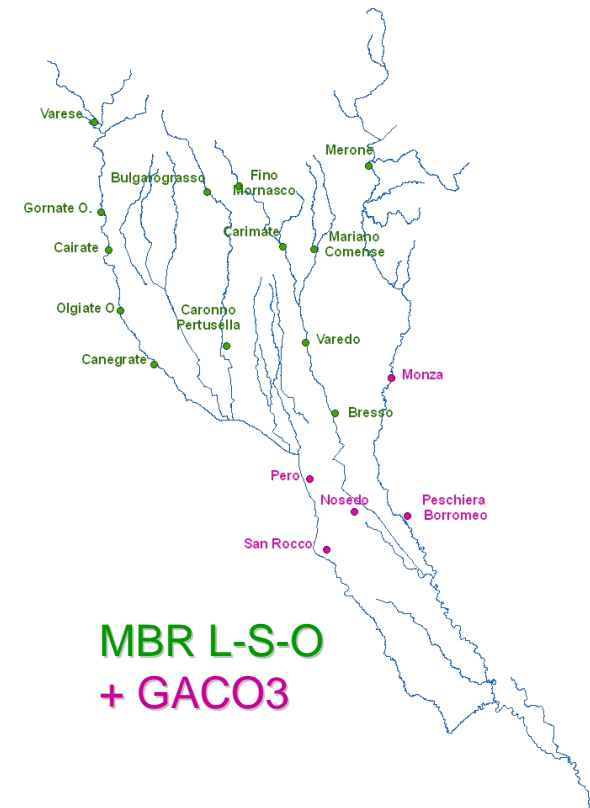 Varese
Merone
Bulgarograsso
Fino
Mornasco
Gornate O.
Carimate
Mariano
Comense
Cairate
Olgiate O
Caronno
Pertusella
Varedo
Canegrate
Monza
Bresso
Pero
Nosedo
Peschiera
Borromeo
San Rocco
MBR L-S-O
+ GACO3